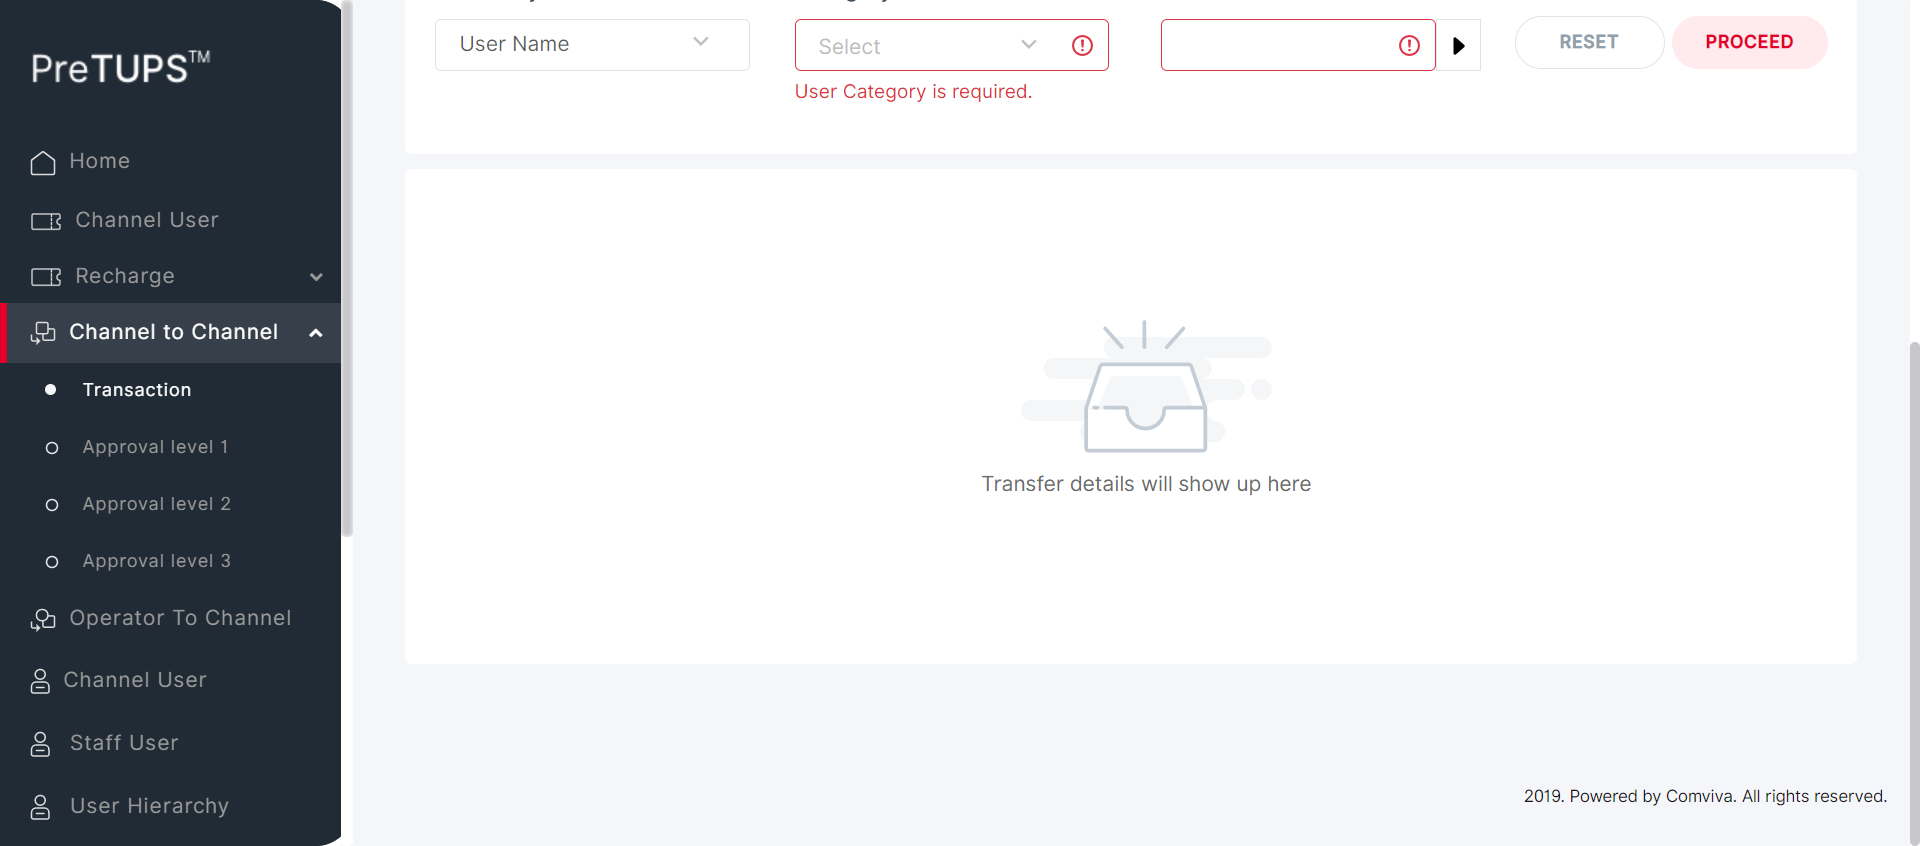 PreTUPS™
Home
Channel User
Recharge
Channel to Channel
Transaction
Approval level 1
Approval level 2
Approval level 3
Operator To Channel
Channel User
Staff User
User Hierarchy
User Name
Select
RESET
PROCEED
User Category is required.
Transfer details will show up here
2019. Powered by Comviva. All rights reserved.